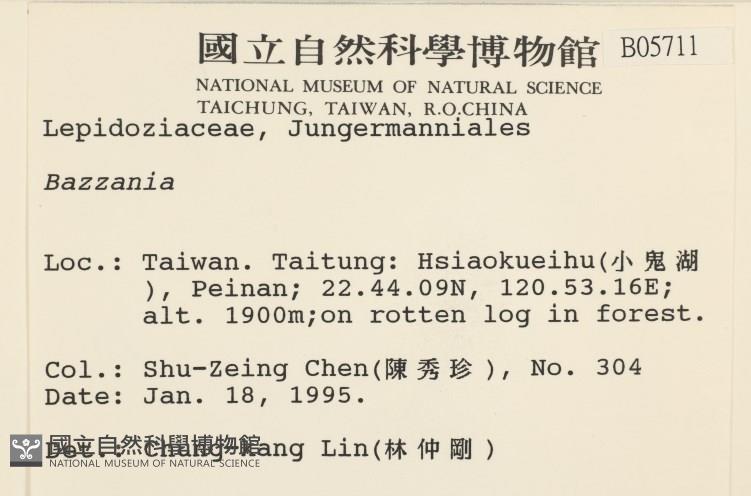 國立自然科學博物館 B05711
NATIONAL MUSEUM OF NATURAL SCIENCE
TAICHUNG, TAIWAN, R.O.CHINA
Lepidoziaceae, Jungermanniales
Bazzania
Loc.: Taiwan. Taitung: Hsiaokueihu(小鬼湖
), Peinan; 22.44.09N, 120.53.16E;
alt. 1900m;on rotten log in forest.
Col.: Shu-Zeing Chen(陳秀珍), No. 304
Date: Jan. 18, 1995.
Det.: Chung-Kang Lin(林仲剛)
國立自然科學博物館
NATIONAL MUSEUM OF NATURAL SCIENCE